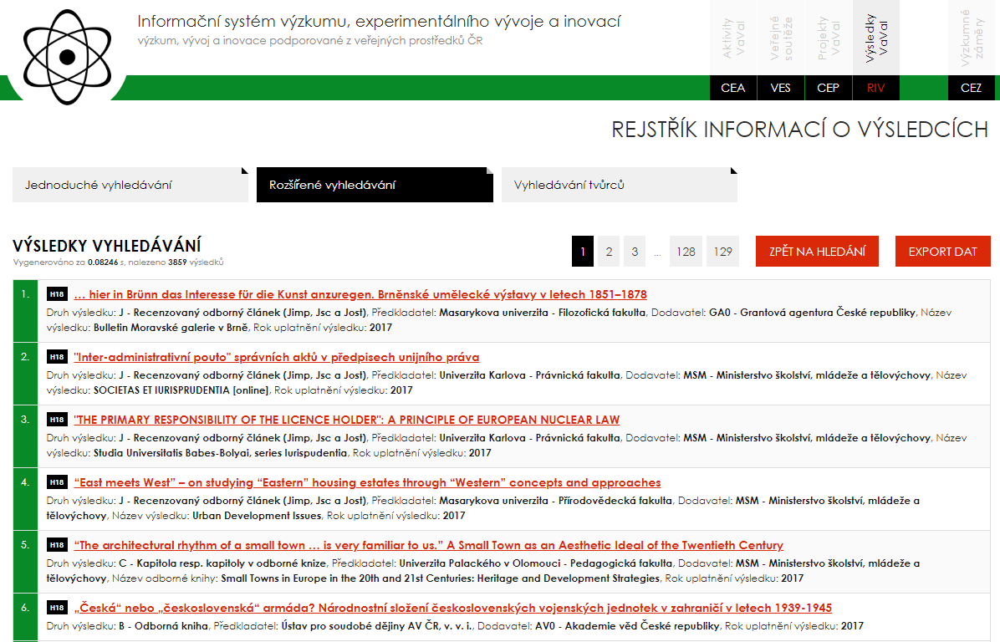 Informační systém výzkumu, experimentálního vývoje a inovací
výzkum, vývoj a inovace podporované z veřejných prostředků ČR
Aktivity VaVaI
Veřejné soutěže
Projekty VaVaI
Výsledky VaVaI
Výzkumné záměry
CEA VES CEP RIV CEZ
REJSTŘÍK INFORMACÍ O VÝSLEDCÍCH
Jednoduché vyhledávání Rozšířené vyhledávání Vyhledávání tvůrců
VÝSLEDKY VYHLEDÁVÁNÍ
Vygenerováno za 0.08246 s, nalezeno 3859 výsledků
1 2 3 ... 128 129 ZPĚT NA HLEDÁNÍ EXPORT DAT
1. H18 … hier in Brünn das Interesse für die Kunst anzuregen. Brněnské umělecké výstavy v letech 1851–1878
Druh výsledku: J - Recenzovaný odborný článek (Jimp, Jsc a Jost), Předkladatel: Masarykova univerzita - Filozofická fakulta, Dodavatel: GA0 - Grantová agentura České republiky, Název
výsledku: Bulletin Moravské galerie v Brně, Rok uplatnění výsledku: 2017
2. H18 "Inter-administrativní pouto" správních aktů v předpisech unijního práva
Druh výsledku: J - Recenzovaný odborný článek (Jimp, Jsc a Jost), Předkladatel: Univerzita Karlova - Právnická fakulta, Dodavatel: MSM - Ministerstvo školství, mládeže a tělovýchovy, Název
výsledku: SOCIETAS ET IURISPRUDENTIA [online], Rok uplatnění výsledku: 2017
3. H18 "THE PRIMARY RESPONSIBILITY OF THE LICENCE HOLDER": A PRINCIPLE OF EUROPEAN NUCLEAR LAW
Druh výsledku: J - Recenzovaný odborný článek (Jimp, Jsc a Jost), Předkladatel: Univerzita Karlova - Právnická fakulta, Dodavatel: MSM - Ministerstvo školství, mládeže a tělovýchovy, Název
výsledku: Studia Universitatis Babes-Bolyai, series Iurisprudentia, Rok uplatnění výsledku: 2017
4. H18 “East meets West” – on studying “Eastern” housing estates through “Western” concepts and approaches
Druh výsledku: J - Recenzovaný odborný článek (Jimp, Jsc a Jost), Předkladatel: Masarykova univerzita - Přírodovědecká fakulta, Dodavatel: MSM - Ministerstvo školství, mládeže a
tělovýchovy, Název výsledku: Urban Development Issues, Rok uplatnění výsledku: 2017
5. H18 “The architectural rhythm of a small town … is very familiar to us.” A Small Town as an Aesthetic Ideal of the Twentieth Century
Druh výsledku: C - Kapitola resp. kapitoly v odborné knize, Předkladatel: Univerzita Palackého v Olomouci - Pedagogická fakulta, Dodavatel: MSM - Ministerstvo školství, mládeže a
tělovýchovy, Název odborné knihy: Small Towns in Europe in the 20th and 21st Centuries: Heritage and Development Strategies, Rok uplatnění výsledku: 2017
6. H18 „Česká“ nebo „československá“ armáda? Národnostní složení československých vojenských jednotek v zahraničí v letech 1939-1945
Druh výsledku: B - Odborná kniha, Předkladatel: Ústav pro soudobé dějiny AV ČR, v. v. i., Dodavatel: AV0 - Akademie věd České republiky, Rok uplatnění výsledku: 2017